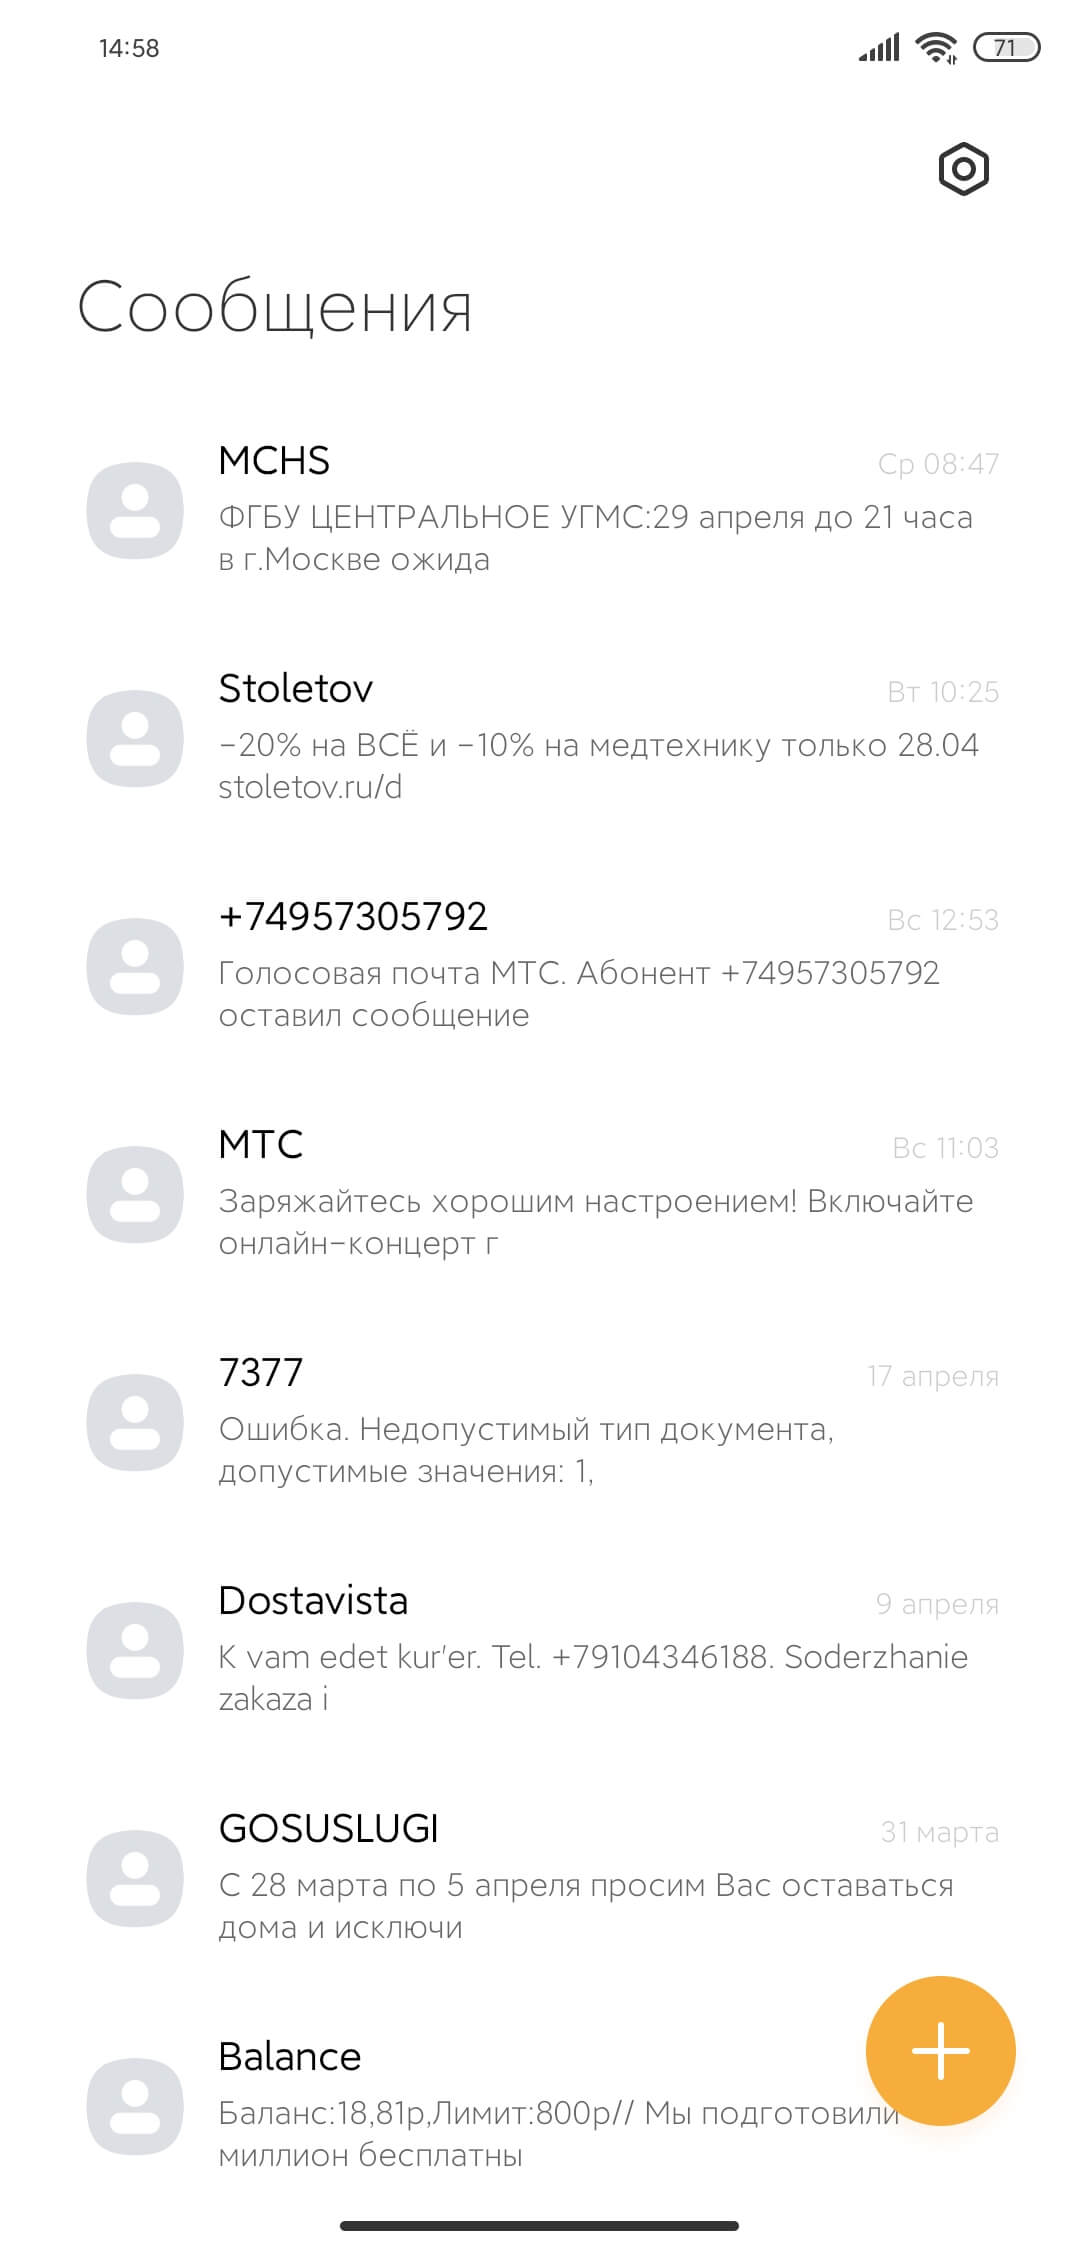 14:58
71
Сообщения
MCHS
Ср 08:47
ФГБУ ЦЕНТРАЛЬНОЕ УГМС:29 апреля до 21 часа
в г.Москве ожида
Stoletov
Вт 10:25
-20% на ВСЁ и -10% на медтехнику только 28.04
stoletov.ru/d
+74957305792
Вс 12:53
Голосовая почта МТС. Абонент +74957305792
оставил сообщение
МТС
Вс 11:03
Заряжайтесь хорошим настроением! Включайте
онлайн-концерт г
7377
17 апреля
Ошибка. Недопустимый тип документа,
допустимые значения: 1,
Dostavista
9 апреля
K vam edet kur'er. Tel. +79104346188. Soderzhanie
zakaza i
GOSUSLUGI
31 марта
С 28 марта по 5 апреля просим Вас оставаться
дома и исключи
Balance
Баланс:18,81р,Лимит:800р// Мы подготовили
миллион бесплатны